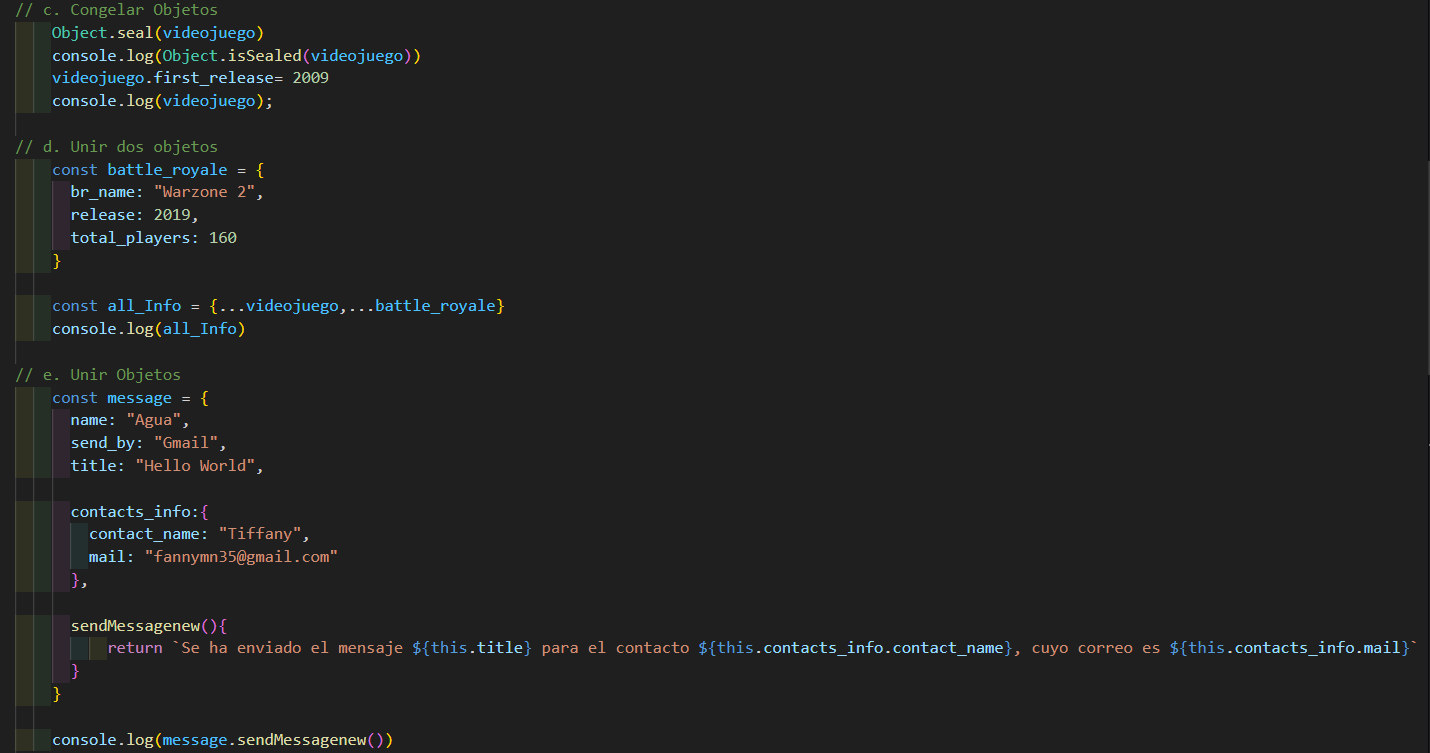 // c. Congelar Objetos
Object.seal(videojuego)
console.log(Object.isSealed(videojuego))
videojuego.first_release= 2009
console.log(videojuego);
// d. Unir dos objetos
const battle_royale = {
br_name: "Warzone 2",
release: 2019,
total_players: 160
}
const all_Info = {...videojuego,...battle_royale}
console.log(all_Info)
// e. Unir Objetos
const message = {
name: "Agua",
send_by: "Gmail",
title: "Hello World",
contacts_info:{
contact_name: "Tiffany",
mail: "fannymn35@gmail.com"
},
sendMessagenew(){
return `Se ha enviado el mensaje ${this.title} para el contacto ${this.contacts_info.contact_name}, cuyo correo es ${this.contacts_info.mail}`
}
}
console.log(message.sendMessagenew())